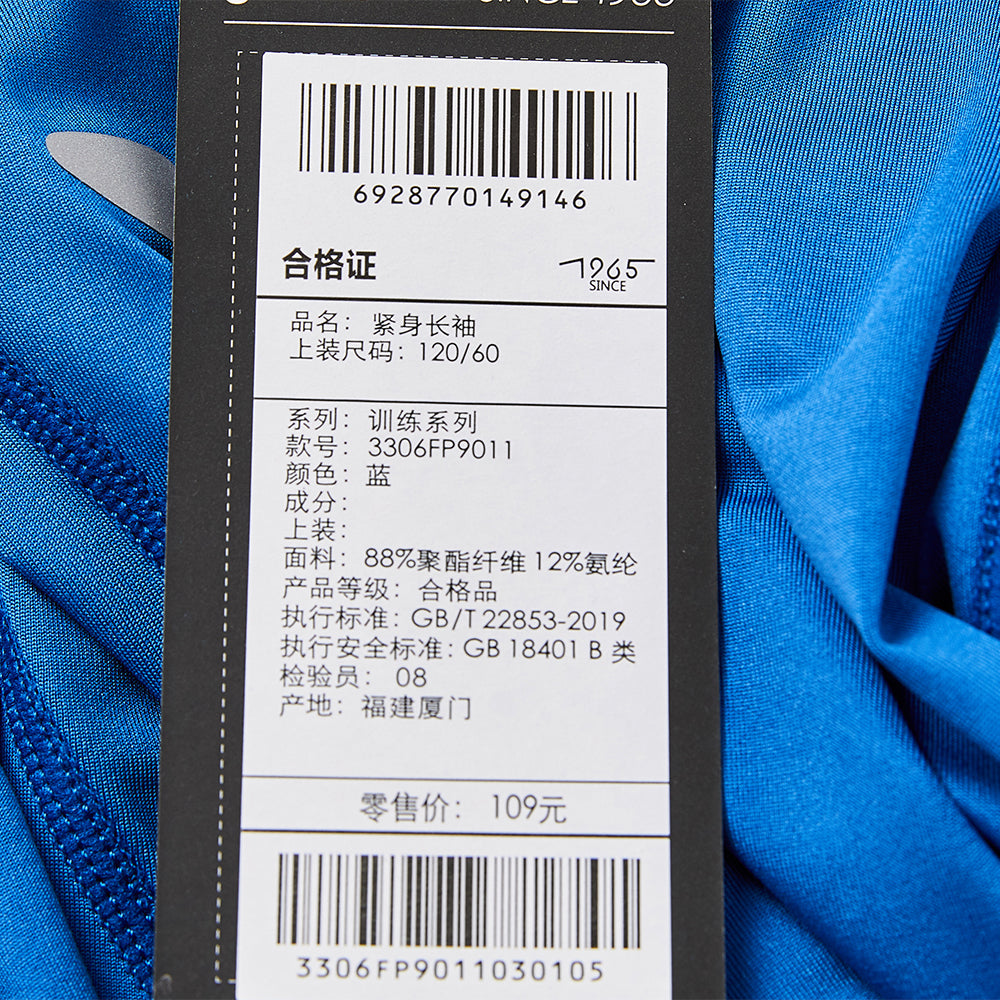 SINCE 1965
6928770149146
合格证
1965
SINCE
品名: 紧身长袖
上装尺码: 120/60
系列: 训练系列
款号: 3306FP9011
颜色: 蓝
成分:
上装:
面料: 88%聚酯纤维 12%氨纶
产品等级: 合格品
执行标准: GB/T 22853-2019
执行安全标准: GB 18401 B 类
检验员: 08
产地: 福建厦门
零售价: 109元
3306FP9011030105